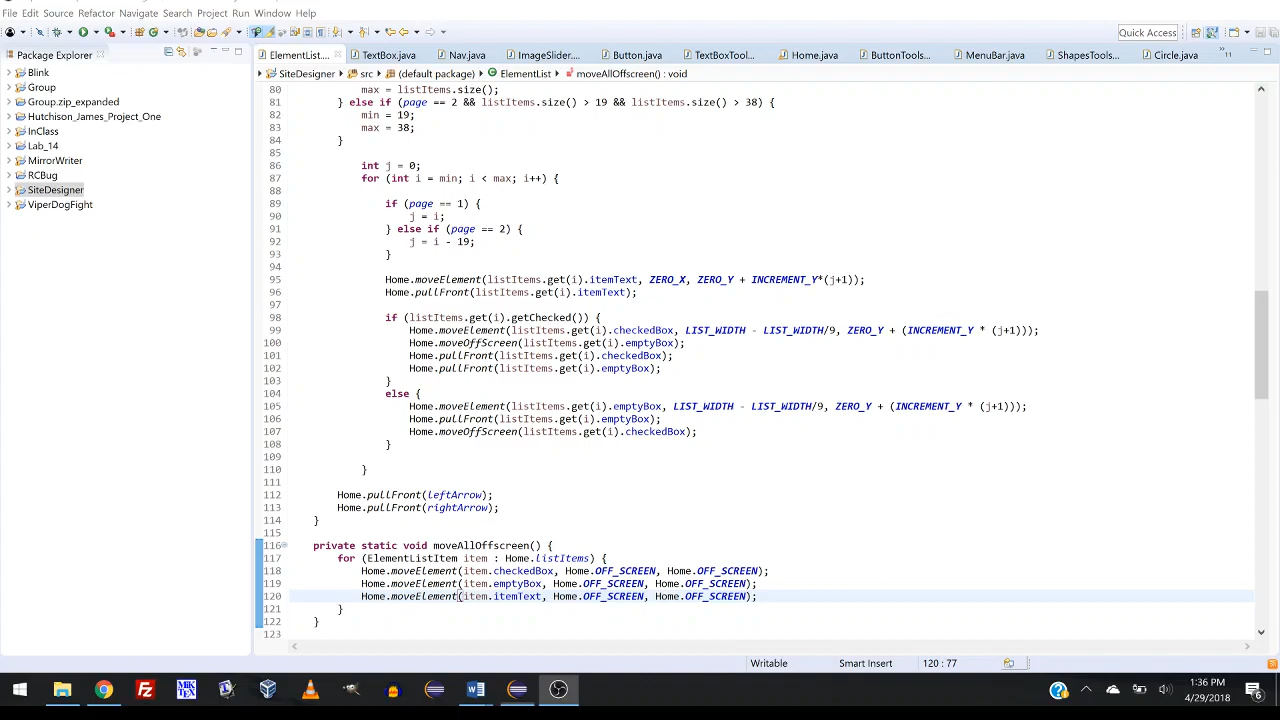 File Edit Source Refactor Navigate Search Project Run Window Help
Quick Access
Package Explorer
ElementList...
TextBox.java
Nav.java
ImageSlider....
Button.java
TextBoxTool...
Home.java
ButtonTools...
MenuBar.java
ShapesTools...
Circle.java
11
SiteDesigner
src
(default package)
ElementList
moveAllOffscreen() : void
Blink
Group
Group.zip_expanded
Hutchison_James_Project_One
InClass
Lab_14
MirrorWriter
RCBug
SiteDesigner
ViperDogFight
80 max = listItems.size();
81 } else if (page == 2 && listItems.size() > 19 && listItems.size() > 38) {
82 min = 19;
83 max = 38;
84 }
85
86 int j = 0;
87 for (int i = min; i < max; i++) {
88
89 if (page == 1) {
90 j = i;
91 } else if (page == 2) {
92 j = i - 19;
93 }
94
95 Home.moveElement(listItems.get(i).itemText, ZERO_X, ZERO_Y + INCREMENT_Y*(j+1));
96 Home.pullFront(listItems.get(i).itemText);
97
98 if (listItems.get(i).getChecked()) {
99 Home.moveElement(listItems.get(i).checkedBox, LIST_WIDTH - LIST_WIDTH/9, ZERO_Y + (INCREMENT_Y * (j+1)));
100 Home.moveOffScreen(listItems.get(i).emptyBox);
101 Home.pullFront(listItems.get(i).checkedBox);
102 Home.pullFront(listItems.get(i).emptyBox);
103 }
104 else {
105 Home.moveElement(listItems.get(i).emptyBox, LIST_WIDTH - LIST_WIDTH/9, ZERO_Y + (INCREMENT_Y * (j+1)));
106 Home.pullFront(listItems.get(i).emptyBox);
107 Home.moveOffScreen(listItems.get(i).checkedBox);
108 }
109
110 }
111
112 Home.pullFront(leftArrow);
113 Home.pullFront(rightArrow);
114 }
115
116 private static void moveAllOffscreen() {
117 for (ElementListItem item : Home.listItems) {
118 Home.moveElement(item.checkedBox, Home.OFF_SCREEN, Home.OFF_SCREEN);
119 Home.moveElement(item.emptyBox, Home.OFF_SCREEN, Home.OFF_SCREEN);
120 Home.moveElement(item.itemText, Home.OFF_SCREEN, Home.OFF_SCREEN);
121 }
122 }
123
Writable
Smart Insert
120 : 77
1:36 PM
4/29/2018
6